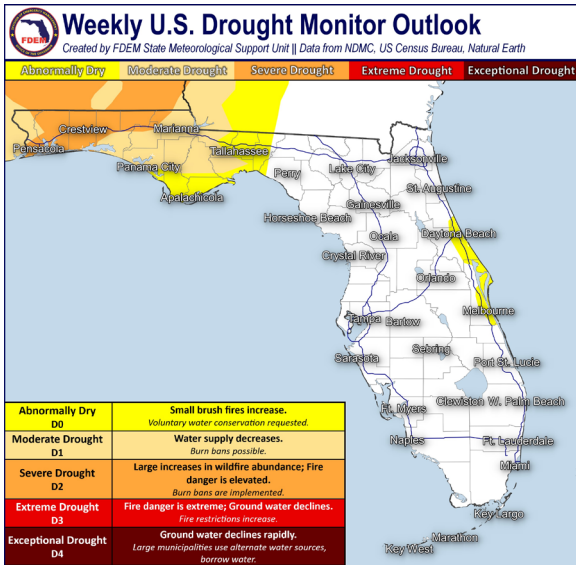 Weekly U.S. Drought Monitor Outlook
FDEM
Created by FDEM State Meteorological Support Unit || Data from NDMC, US Census Bureau, Natural Earth
Abnormally Dry Moderate Drought Severe Drought Extreme Drought Exceptional Drought
Crestview Marianna
Pensacola Tallahassee Jacksonville
Panama City Perry Lake City
St. Augustine
Apalachicola Gainesville
Horseshoe Beach
Ocala Daytona Beach
Crystal River
Orlando
Melbourne
Tampa Bartow
Sebring
Sarasota Port St. Lucie
Clewiston W. Palm Beach
Ft. Myers
Naples Ft. Lauderdale
Miami
Key Largo
Marathon
Key West
Abnormally Dry
D0
Small brush fires increase.
Voluntary water conservation requested.
Moderate Drought
D1
Water supply decreases.
Burn bans possible.
Severe Drought
D2
Large increases in wildfire abundance; Fire
danger is elevated.
Burn bans are implemented.
Extreme Drought
D3
Fire danger is extreme; Ground water declines.
Fire restrictions increase.
Exceptional Drought
D4
Ground water declines rapidly.
Large municipalities use alternate water sources,
borrow water.